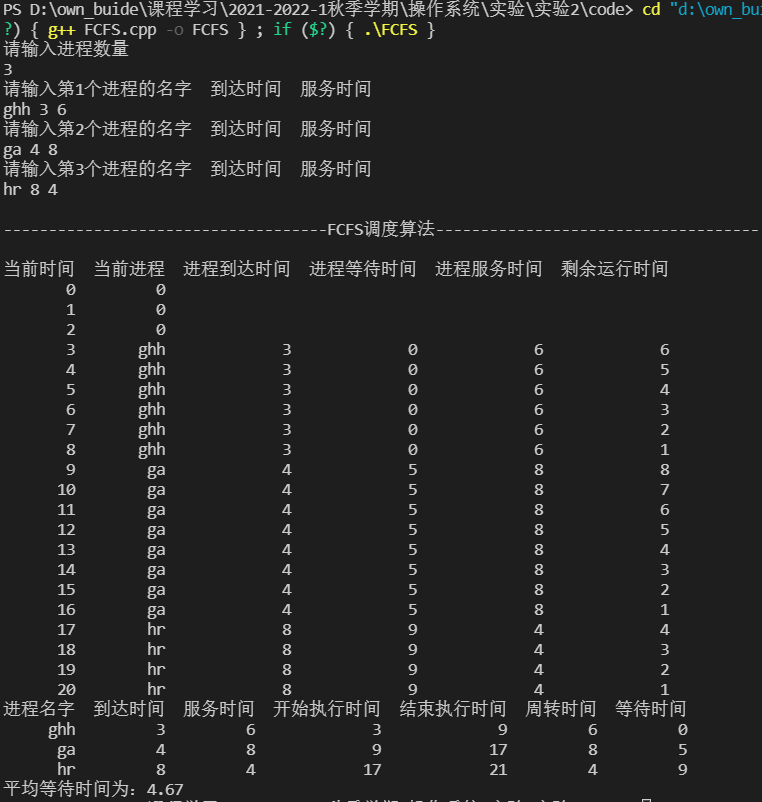 PS D:\own_buide\课程学习\2021-2022-1秋季学期\操作系统\实验\实验2\code> cd "d:\own_bu
?) { g++ FCFS.cpp -o FCFS } ; if ($?) { .\FCFS }
请输入进程数量
3
请输入第1个进程的名字 到达时间 服务时间
ghh 3 6
请输入第2个进程的名字 到达时间 服务时间
ga 4 8
请输入第3个进程的名字 到达时间 服务时间
hr 8 4
------------------------------------FCFS调度算法------------------------------------
当前时间 当前进程 进程到达时间 进程等待时间 进程服务时间 剩余运行时间
0 0
1 0
2 0
3 ghh 3 0 6 6
4 ghh 3 0 6 5
5 ghh 3 0 6 4
6 ghh 3 0 6 3
7 ghh 3 0 6 2
8 ghh 3 0 6 1
9 ga 4 5 8 8
10 ga 4 5 8 7
11 ga 4 5 8 6
12 ga 4 5 8 5
13 ga 4 5 8 4
14 ga 4 5 8 3
15 ga 4 5 8 2
16 ga 4 5 8 1
17 hr 8 9 4 4
18 hr 8 9 4 3
19 hr 8 9 4 2
20 hr 8 9 4 1
进程名字 到达时间 服务时间 开始执行时间 结束执行时间 周转时间 等待时间
ghh 3 6 3 9 6 0
ga 4 8 9 17 8 5
hr 8 4 17 21 4 9
平均等待时间为: 4.67